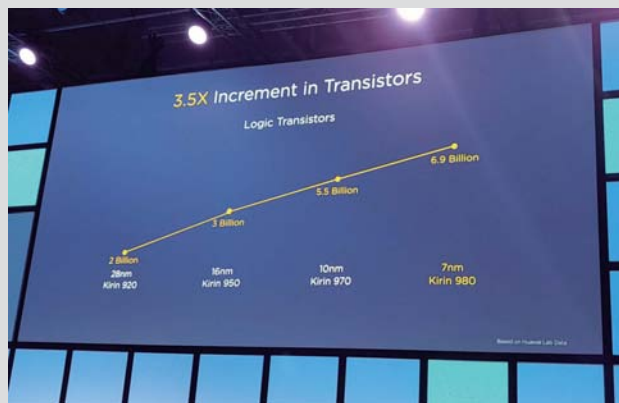 3.5X Increment in Transistors
Logic Transistors
6.9 Billion
5.5 Billion
3 Billion
2 Billion
28nm
Kirin 920
16nm
Kirin 950
10nm
Kirin 970
7nm
Kirin 980
Based on Huawei Lab Data